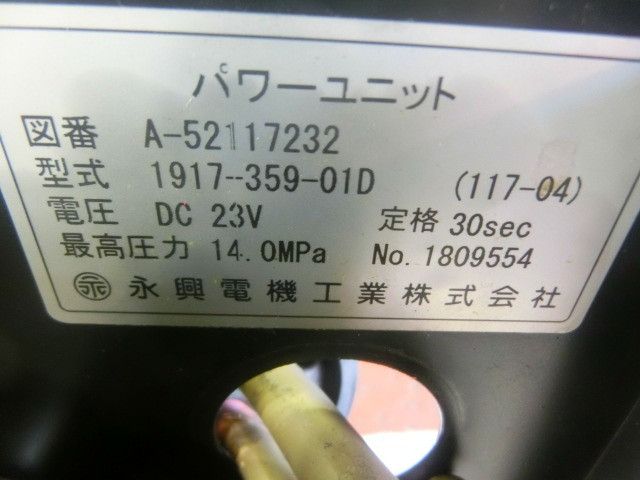 パワーユニット
図番 A-52117232
型式 1917-359-01D (117-04)
電圧 DC 23V 定格 30sec
最高圧力 14.0MPa No. 1809554
永興電機工業株式会社